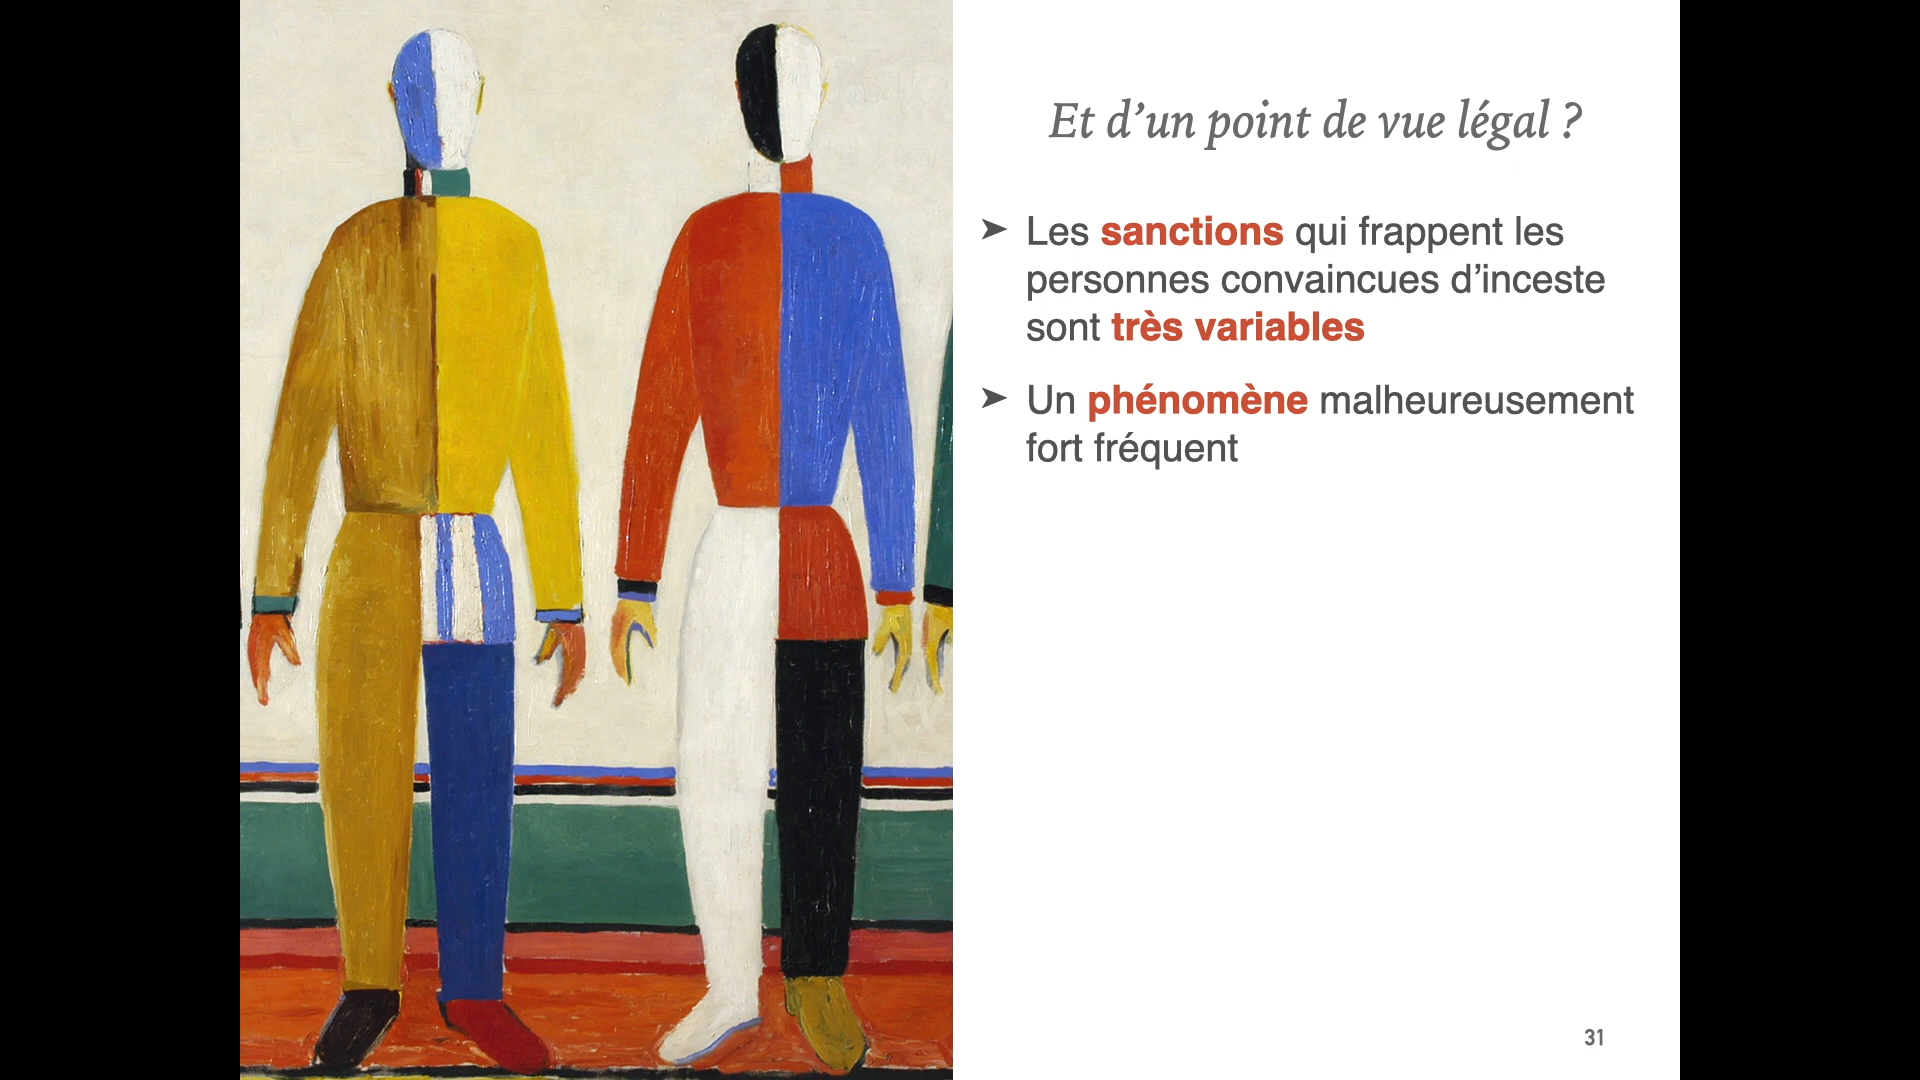 Et d’un point de vue légal ?
➤ Les sanctions qui frappent les
personnes convaincues d’inceste
sont très variables
➤ Un phénomène malheureusement
fort fréquent
31